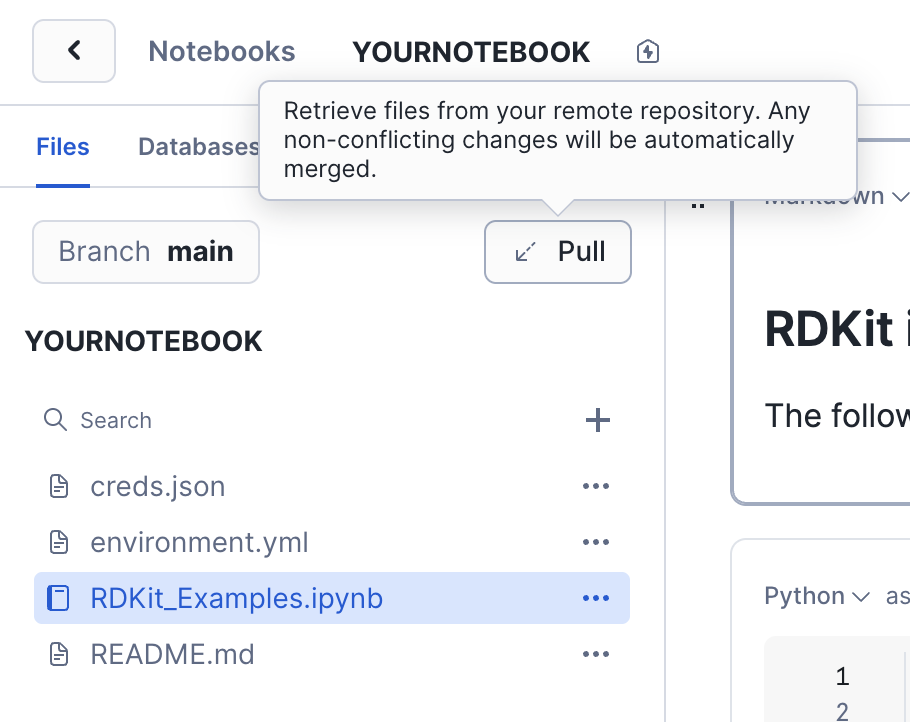 Notebooks YOURNOTEBOOK
Retrieve files from your remote repository. Any
non-conflicting changes will be automatically
merged.
Files Databases
Markdown
Branch main
Pull
YOURNOTEBOOK
Search
creds.json
environment.yml
RDKit_Examples.ipynb
README.md
RDKit
The follow
Python as
1
2